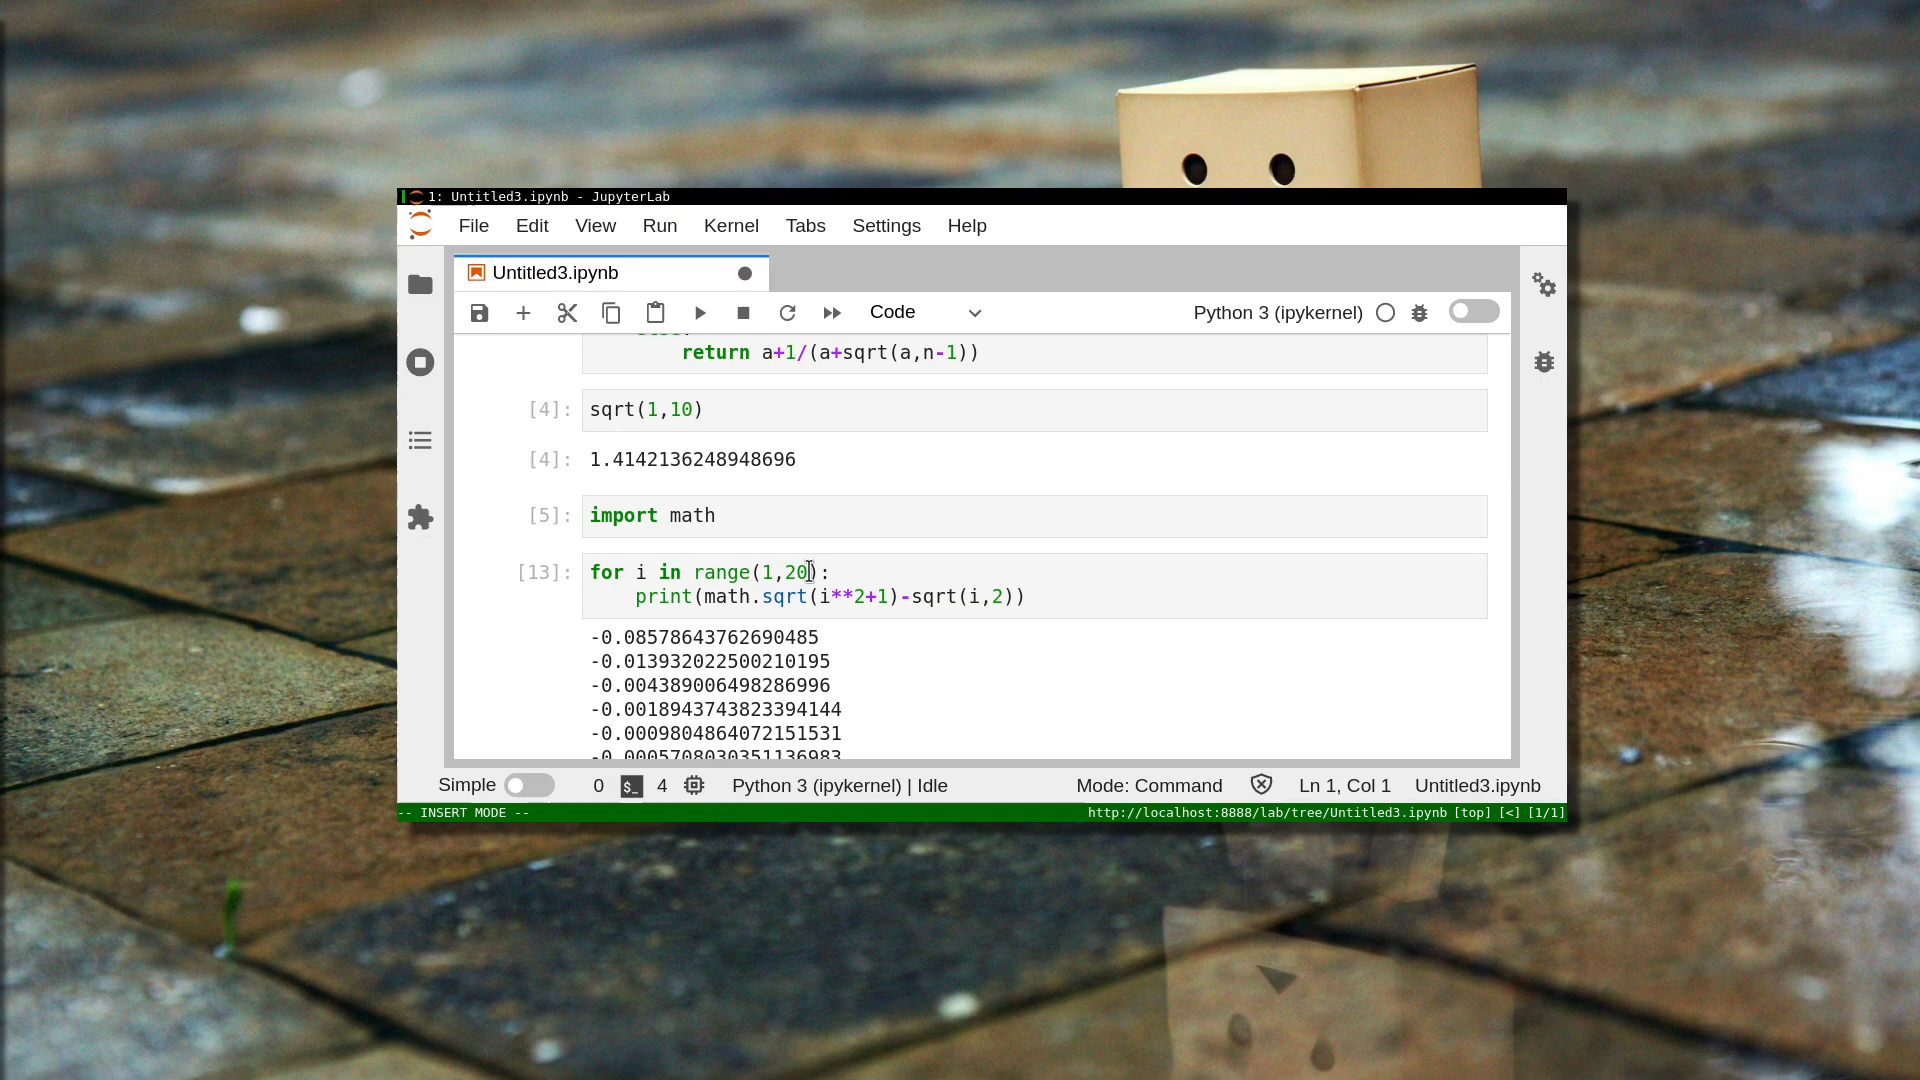 1: Untitled3.ipynb - JupyterLab
File Edit View Run Kernel Tabs Settings Help
Untitled3.ipynb
Code Python 3 (ipykernel)
return a+1/(a+sqrt(a,n-1))
[4]: sqrt(1,10)
[4]: 1.4142136248948696
[5]: import math
[13]: for i in range(1,20):
print(math.sqrt(i**2+1)-sqrt(i,2))
-0.08578643762690485
-0.013932022500210195
-0.004389006498286996
-0.0018943743823394144
-0.0009804864072151531
-0.0005708030351136983
Simple 0 $_ 4 Python 3 (ipykernel) | Idle Mode: Command Ln 1, Col 1 Untitled3.ipynb
-- INSERT MODE -- http://localhost:8888/lab/tree/Untitled3.ipynb [top] [<] [1/1]